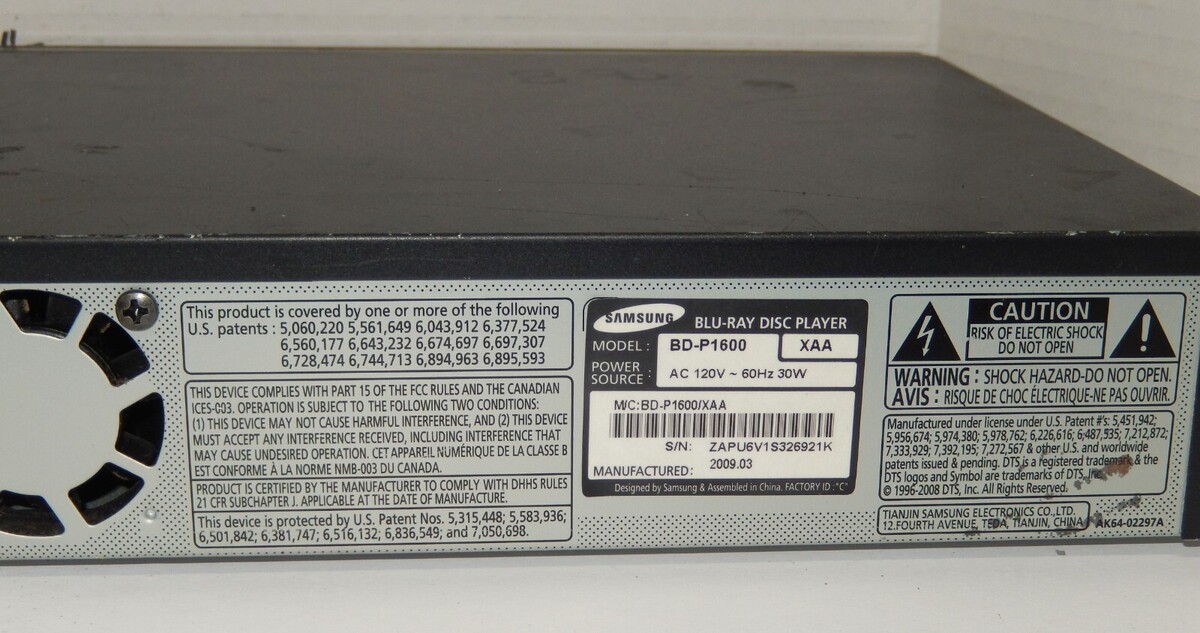 This product is covered by one or more of the following
U.S. patents : 5,060,220 5,561,649 6,043,912 6,377,524
6,560,177 6,643,232 6,674,697 6,697,307
6,728,474 6,744,713 6,894,963 6,895,593
THIS DEVICE COMPLIES WITH PART 15 OF THE FCC RULES AND THE CANADIAN
ICES-003. OPERATION IS SUBJECT TO THE FOLLOWING TWO CONDITIONS:
(1) THIS DEVICE MAY NOT CAUSE HARMFUL INTERFERENCE, AND (2) THIS DEVICE
MUST ACCEPT ANY INTERFERENCE RECEIVED, INCLUDING INTERFERENCE THAT
MAY CAUSE UNDESIRED OPERATION. CET APPAREIL NUMÉRIQUE DE LA CLASSE B
EST CONFORME À LA NORME NMB-003 DU CANADA.
PRODUCT IS CERTIFIED BY THE MANUFACTURER TO COMPLY WITH DHHS RULES
21 CFR SUBCHAPTER J. APPLICABLE AT THE DATE OF MANUFACTURE.
This device is protected by U.S. Patent Nos. 5,315,448; 5,583,936;
6,501,842; 6,381,747; 6,516,132; 6,836,549; and 7,050,698.
SAMSUNG BLU-RAY DISC PLAYER
MODEL : BD-P1600 XAA
POWER SOURCE : AC 120V ~ 60Hz 30W
M/C:BD-P1600/XAA
S/N: ZAPU6V1S326921K
MANUFACTURED: 2009.03
Designed by Samsung & Assembled in China. FACTORY ID :"C"
CAUTION
RISK OF ELECTRIC SHOCK
DO NOT OPEN
WARNING : SHOCK HAZARD-DO NOT OPEN.
AVIS : RISQUE DE CHOC ÉLECTRIQUE-NE PAS OUVRIR.
Manufactured under license under U.S. Patent #'s: 5,451,942;
5,956,674; 5,974,380; 5,978,762; 6,226,616; 6,487,535; 7,212,872;
7,333,929; 7,392,195; 7,272,567 & other U.S. and worldwide
patents issued & pending. DTS is a registered trademark & the
DTS logos and Symbol are trademarks of DTS, Inc.
© 1996-2008 DTS, Inc. All Rights Reserved.
TIANJIN SAMSUNG ELECTRONICS CO.,LTD.
12.FOURTH AVENUE, TEDA, TIANJIN, CHINA
AK64-02297A